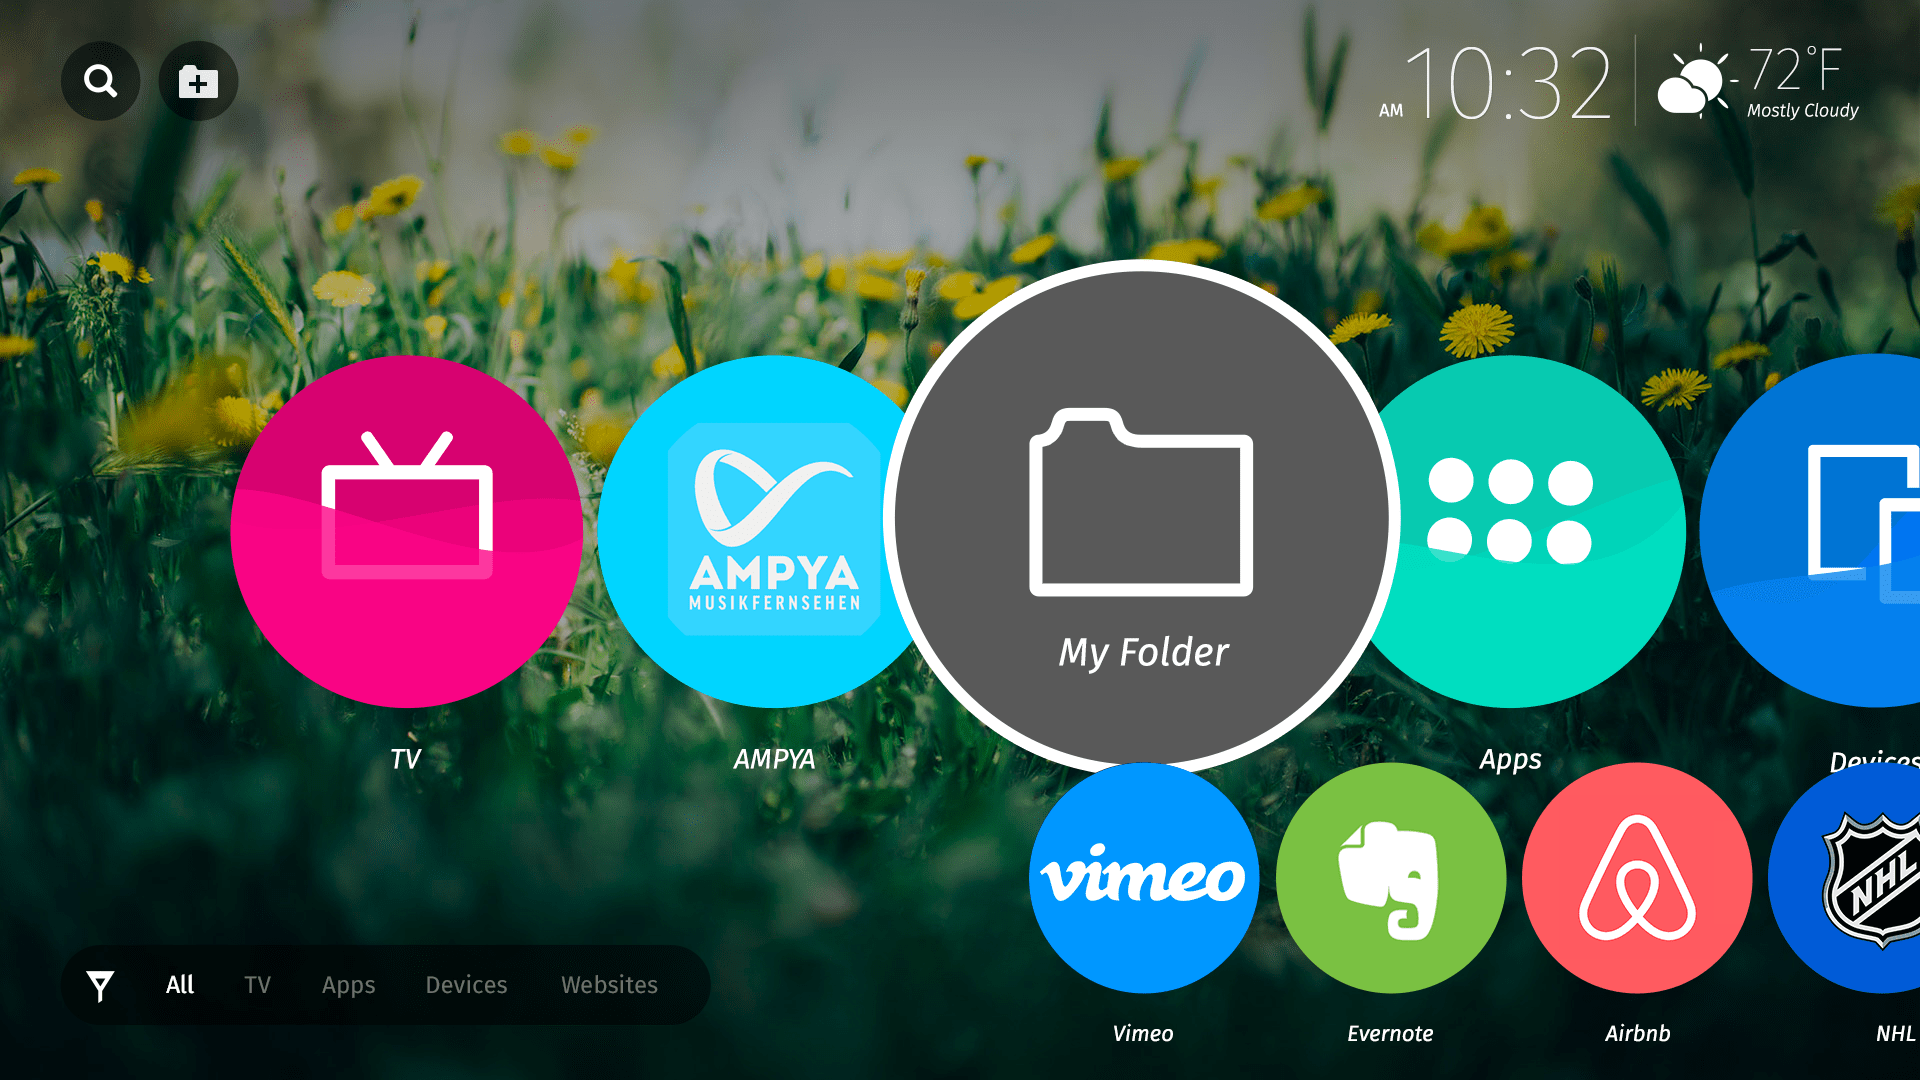 AM 10:32
72°F
Mostly Cloudy
AMPYA
MUSIKFERNSEHEN
My Folder
TV
AMPYA
Apps
Devices
vimeo
NHL
Vimeo
Evernote
Airbnb
NHL
All
TV
Apps
Devices
Websites